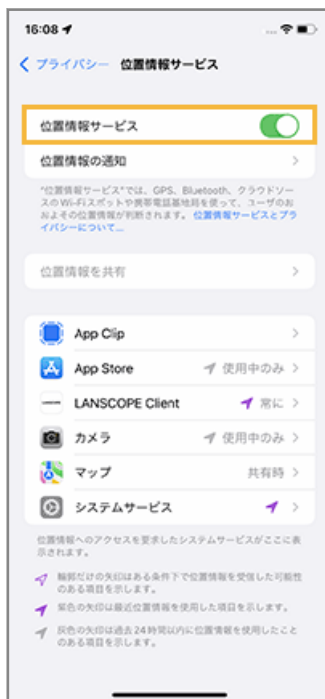 16:08
プライバシー 位置情報サービス
位置情報サービス
位置情報の通知
"位置情報サービス"では、GPS、Bluetooth、クラウドソー
スのWi-Fiスポットや携帯電話基地局を使って、ユーザのお
およその位置情報が判断されます。位置情報サービスとプラ
イバシーについて...
位置情報を共有
App Clip
App Store 使用中のみ
LANSCOPE Client 常に
カメラ 使用中のみ
マップ 共有時
システムサービス
位置情報へのアクセスを要求したシステムサービスがここに表
示されます。
輪郭だけの矢印はある条件下で位置情報を受信した可能性
のある項目を示します。
紫色の矢印は最近位置情報を使用した項目を示します。
灰色の矢印は過去24時間以内に位置情報を使用したこと
のある項目を示します。